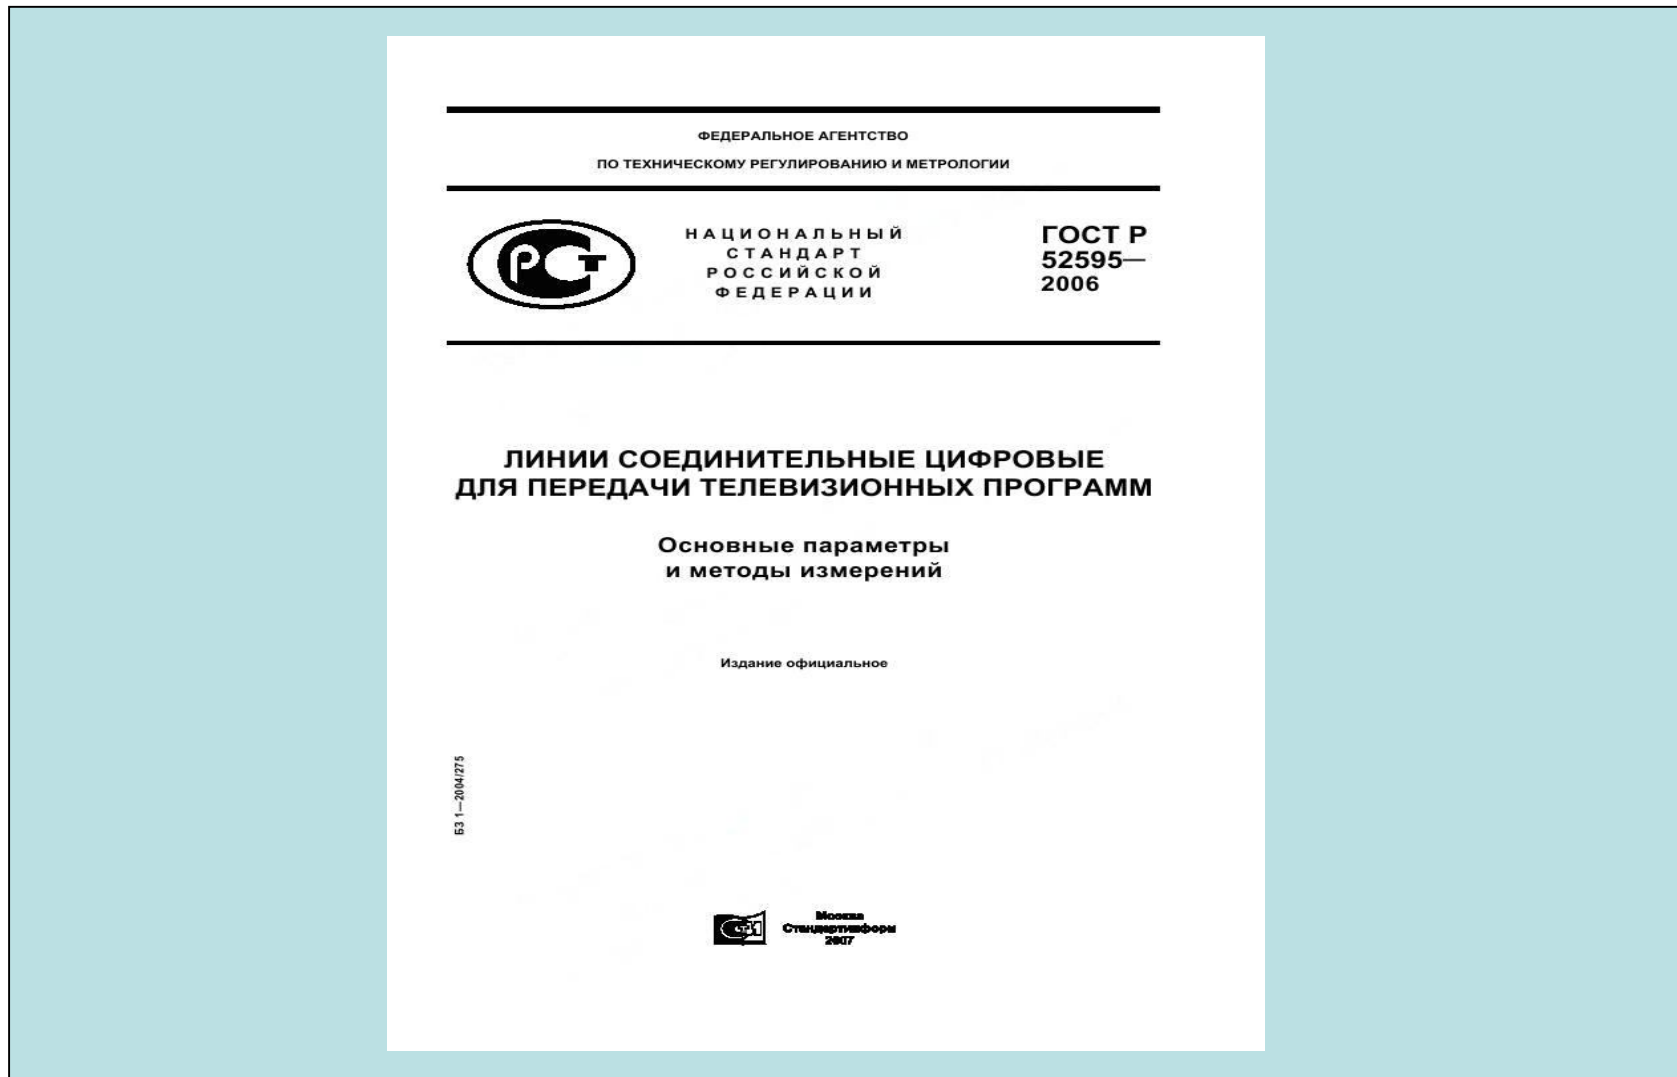 ФЕДЕРАЛЬНОЕ АГЕНТСТВО
ПО ТЕХНИЧЕСКОМУ РЕГУЛИРОВАНИЮ И МЕТРОЛОГИИ
РСТ
НАЦИОНАЛЬНЫЙ
СТАНДАРТ
РОССИЙСКОЙ
ФЕДЕРАЦИИ
ГОСТ Р
52595—
2006
ЛИНИИ СОЕДИНИТЕЛЬНЫЕ ЦИФРОВЫЕ
ДЛЯ ПЕРЕДАЧИ ТЕЛЕВИЗИОННЫХ ПРОГРАММ
Основные параметры
и методы измерений
Издание официальное
БЗ 1—2004/275
Москва
Стандартинформ
2007